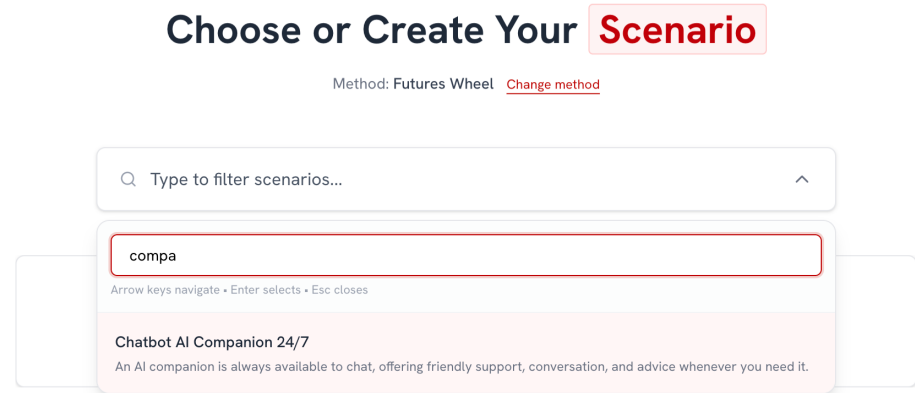 Choose or Create Your Scenario
Method: Futures Wheel Change method
Type to filter scenarios...
compa
Arrow keys navigate • Enter selects • Esc closes
Chatbot AI Companion 24/7
An AI companion is always available to chat, offering friendly support, conversation, and advice whenever you need it.